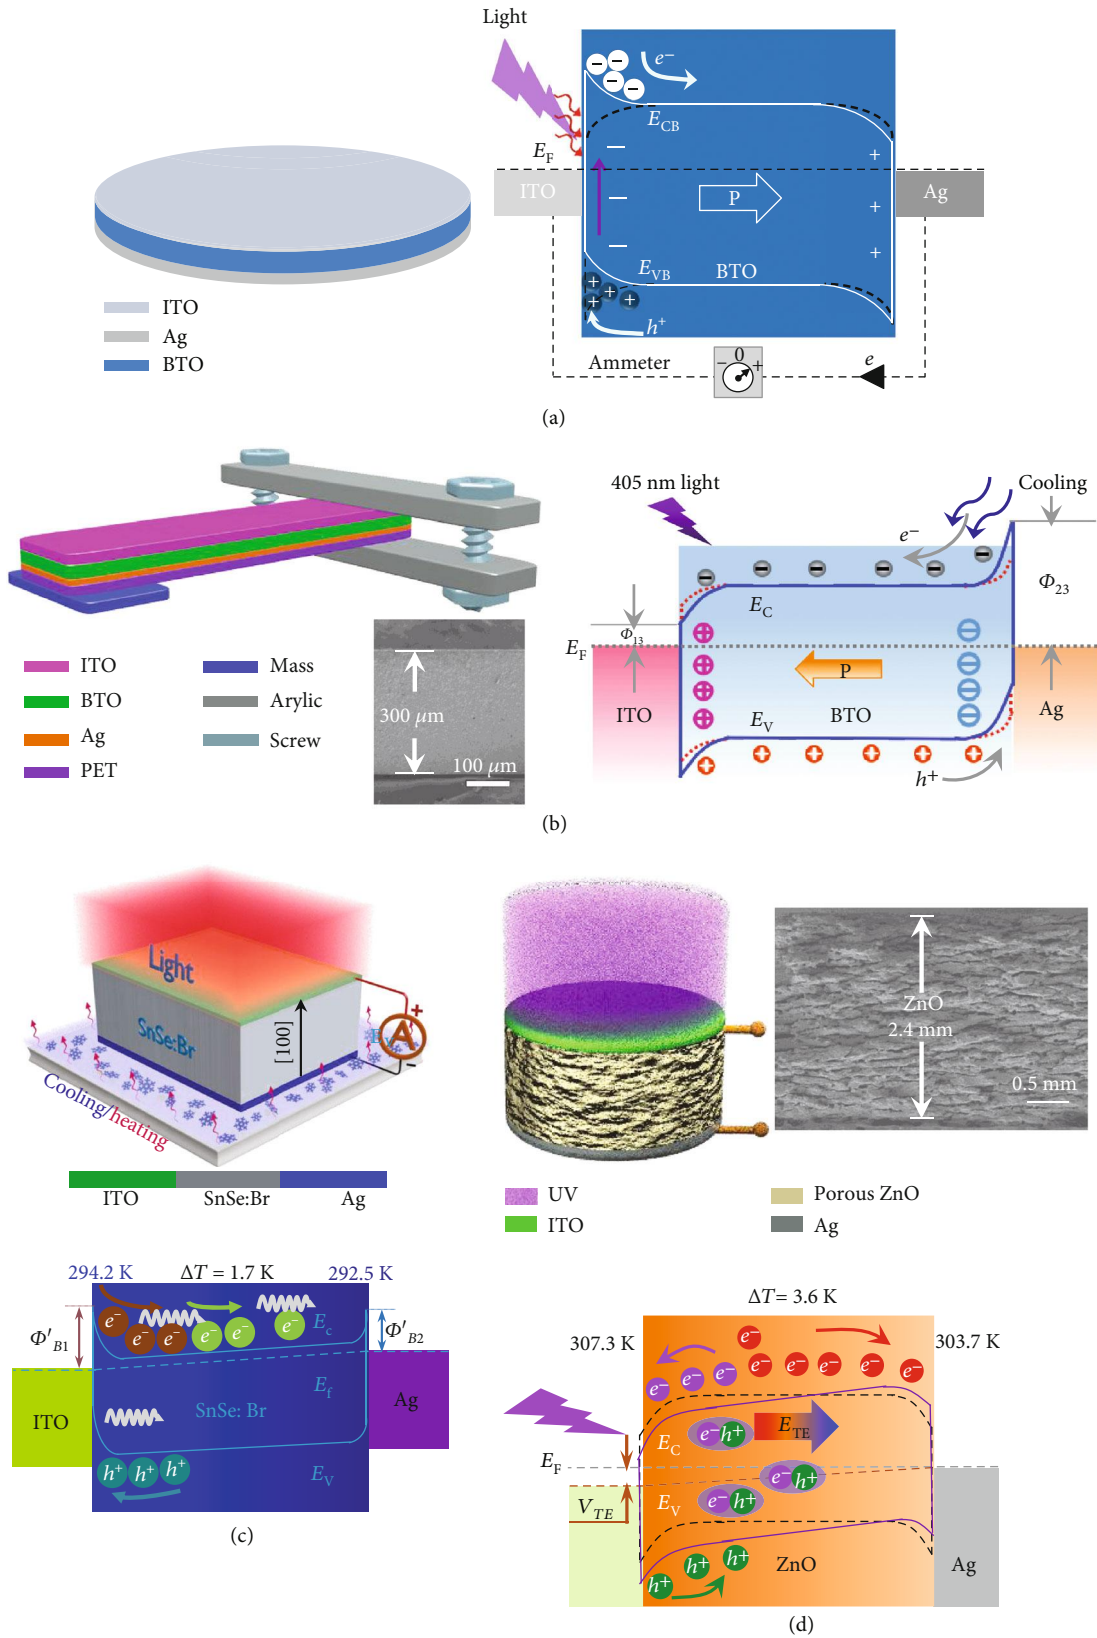 Light
e⁻
E_CB
E_F
ITO
P
Ag
E_VB
BTO
h⁺
ITO
Ag
BTO
Ammeter
− 0 +
e
(a)
405 nm light
Cooling
e⁻
E_C
Φ_23
Φ_13
E_F
P
ITO
BTO
Ag
E_V
h⁺
ITO
Mass
BTO
Arylic
Ag
Screw
PET
300 μm
100 μm
(b)
Light
SnSe:Br
[100]
A
+
−
Cooling/heating
ITO
SnSe:Br
Ag
ZnO
2.4 mm
0.5 mm
UV
Porous ZnO
ITO
Ag
294.2 K
ΔT = 1.7 K
292.5 K
e⁻ e⁻ e⁻ e⁻ e⁻ e⁻
E_c
Φ′_B1
Φ′_B2
E_f
ITO
SnSe: Br
Ag
h⁺ h⁺ h⁺
E_V
(c)
ΔT = 3.6 K
307.3 K
303.7 K
e⁻ e⁻ e⁻ e⁻ e⁻ e⁻ e⁻ e⁻ e⁻
E_C
e⁻h⁺
E_TE
E_F
e⁻h⁺
V_TE
E_V
e⁻h⁺
h⁺ h⁺ h⁺
ZnO
Ag
(d)